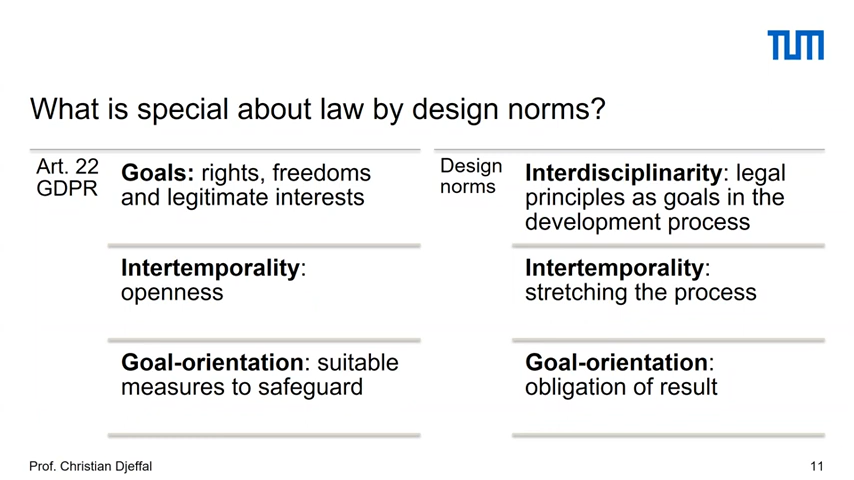 TUM
What is special about law by design norms?
Art. 22
GDPR
Goals: rights, freedoms
and legitimate interests
Intertemporality:
openness
Goal-orientation: suitable
measures to safeguard
Design
norms
Interdisciplinarity: legal
principles as goals in the
development process
Intertemporality:
stretching the process
Goal-orientation:
obligation of result
Prof. Christian Djeffal
11